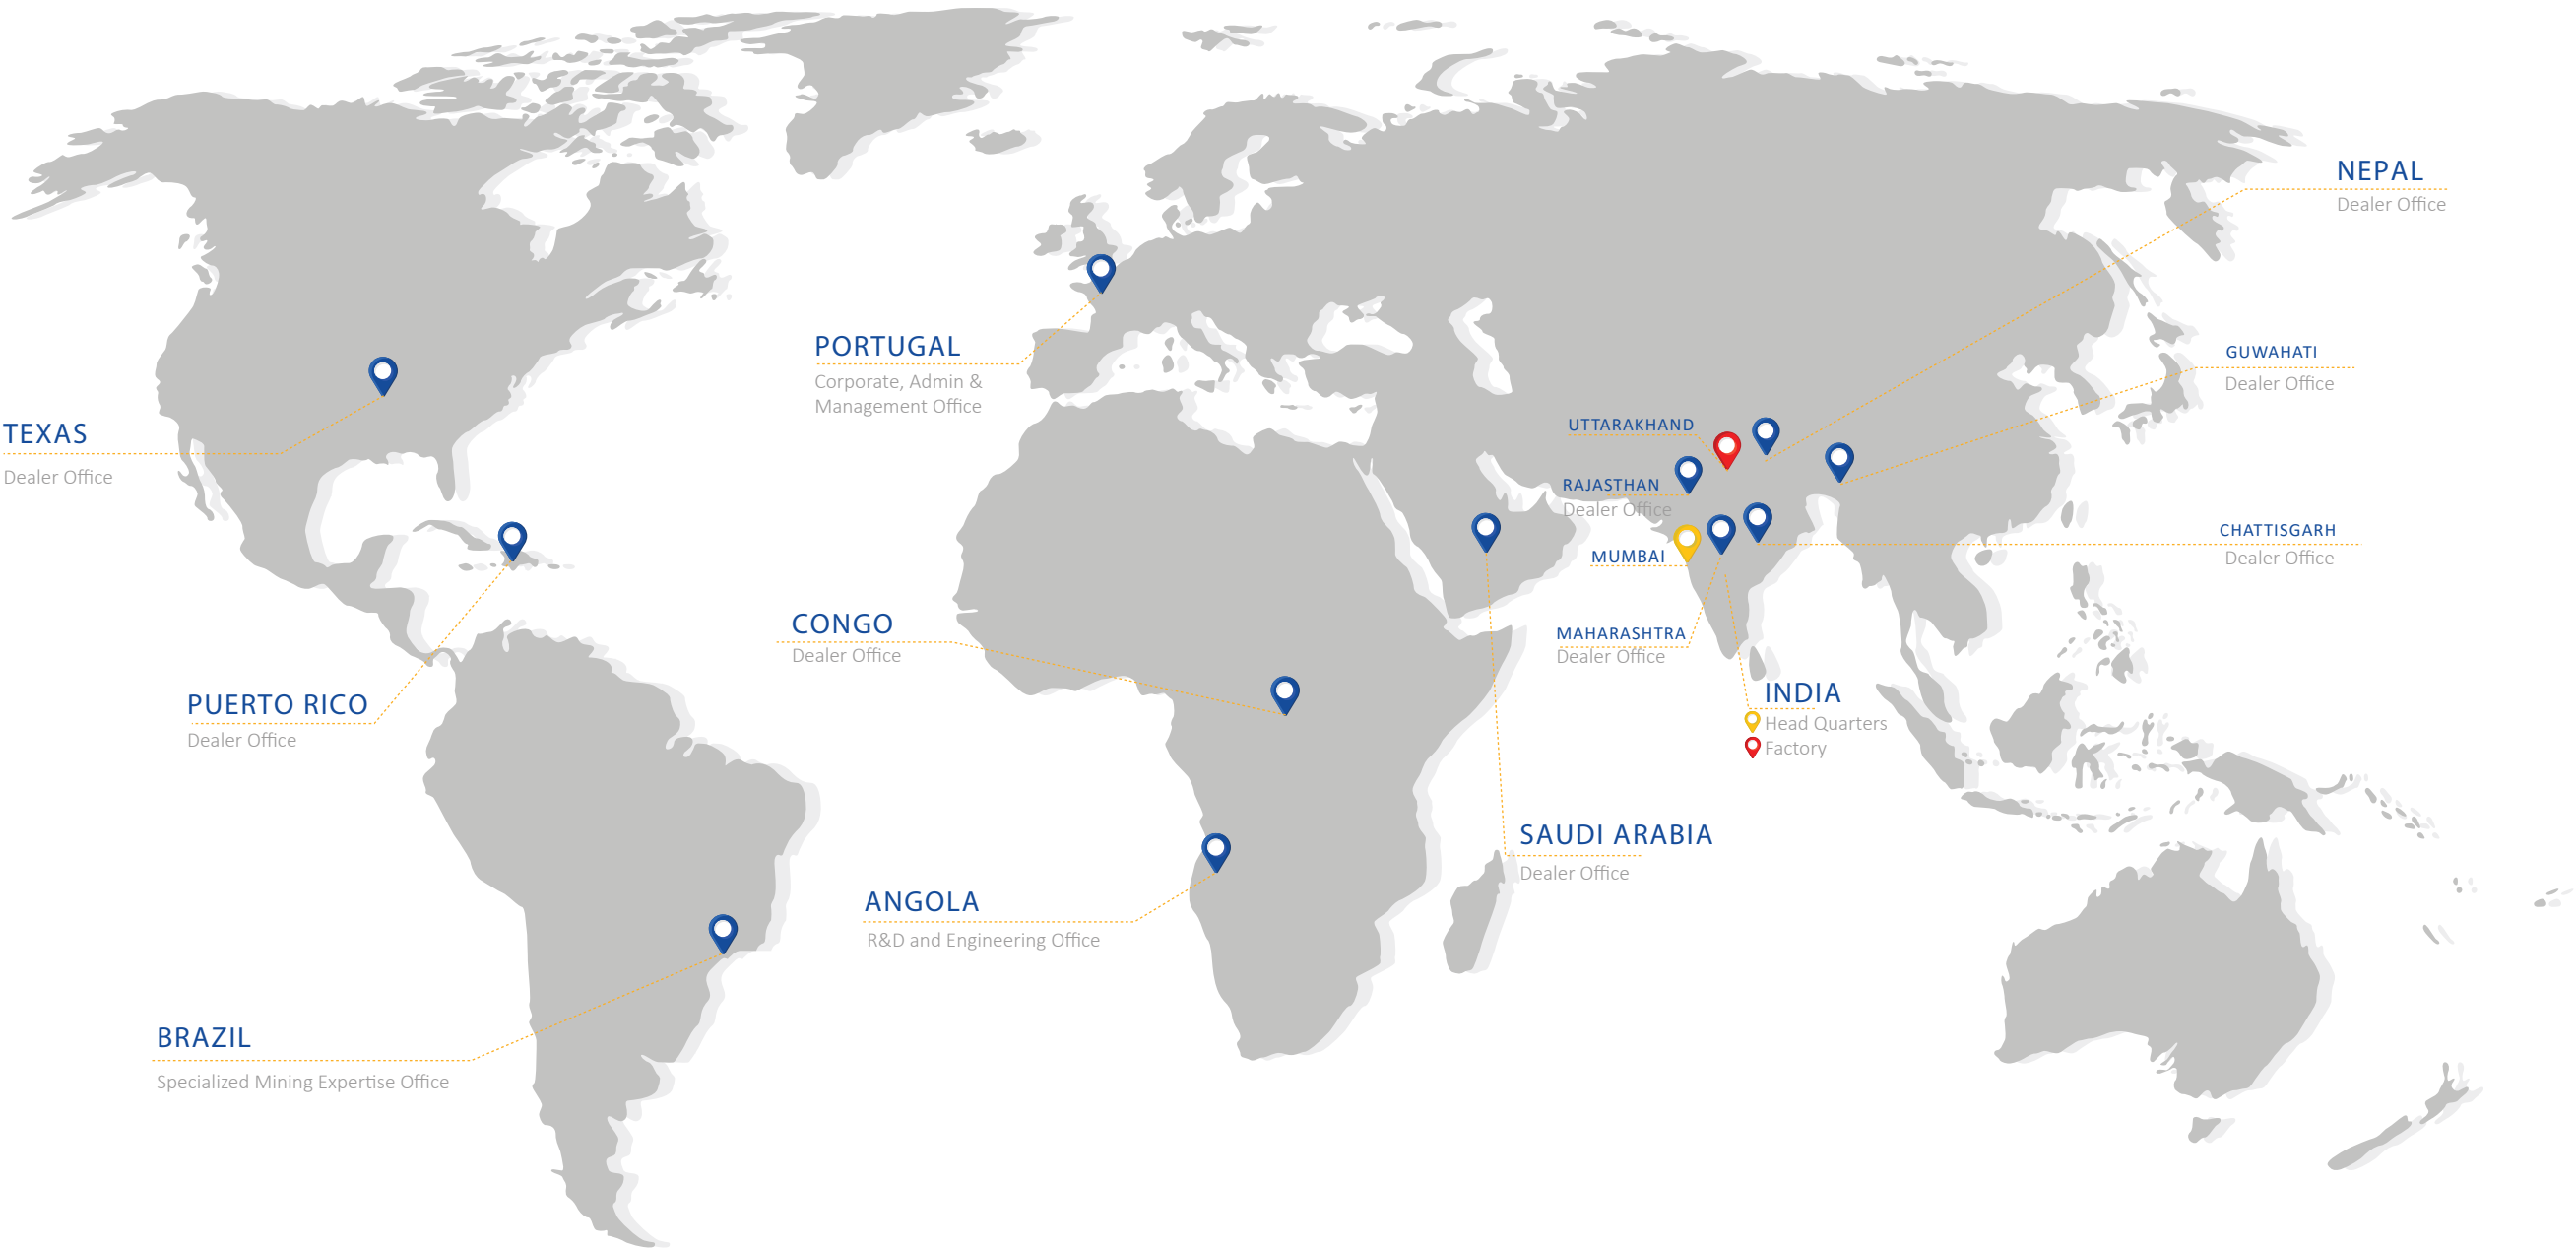 NEPAL
Dealer Office
PORTUGAL
Corporate, Admin &
Management Office
GUWAHATI
Dealer Office
TEXAS
Dealer Office
UTTARAKHAND
RAJASTHAN
Dealer Office
CHATTISGARH
Dealer Office
MUMBAI
CONGO
Dealer Office
MAHARASHTRA
Dealer Office
PUERTO RICO
Dealer Office
INDIA
Head Quarters
Factory
SAUDI ARABIA
Dealer Office
ANGOLA
R&D and Engineering Office
BRAZIL
Specialized Mining Expertise Office